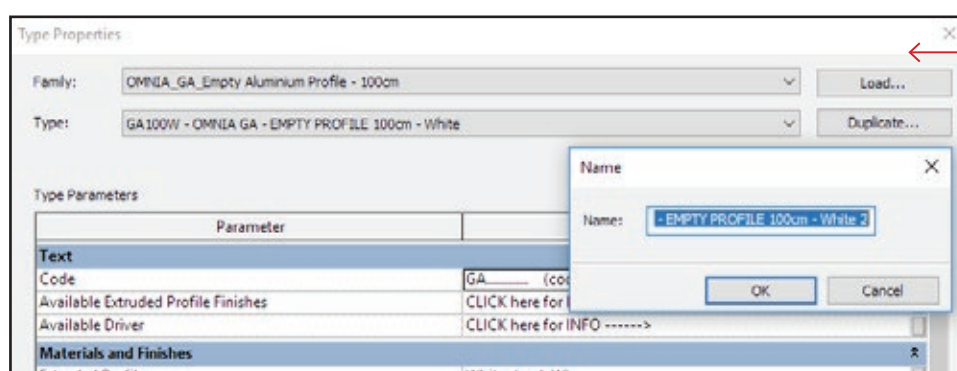 Type Properties
Family: OMNIA_GA_Empty Aluminium Profile - 100cm Load...
Type: GA100W - OMNIA GA - EMPTY PROFILE 100cm - White Duplicate...
Name
Name: - EMPTY PROFILE 100cm - White 2
OK Cancel
Type Parameters
Parameter
Text
Code GA______ (coc
Available Extruded Profile Finishes CLICK here for I
Available Driver CLICK here for INFO ------>
Materials and Finishes